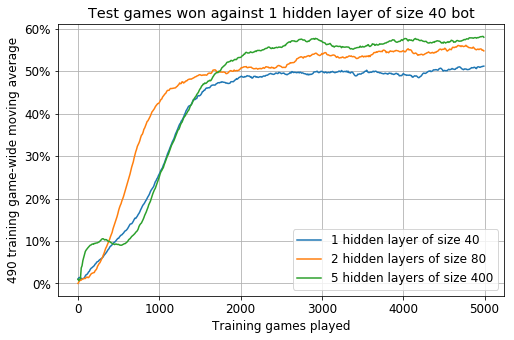 Test games won against 1 hidden layer of size 40 bot
490 training game-wide moving average
60%
50%
40%
30%
20%
10%
0%
0 1000 2000 3000 4000 5000
Training games played
1 hidden layer of size 40
2 hidden layers of size 80
5 hidden layers of size 400